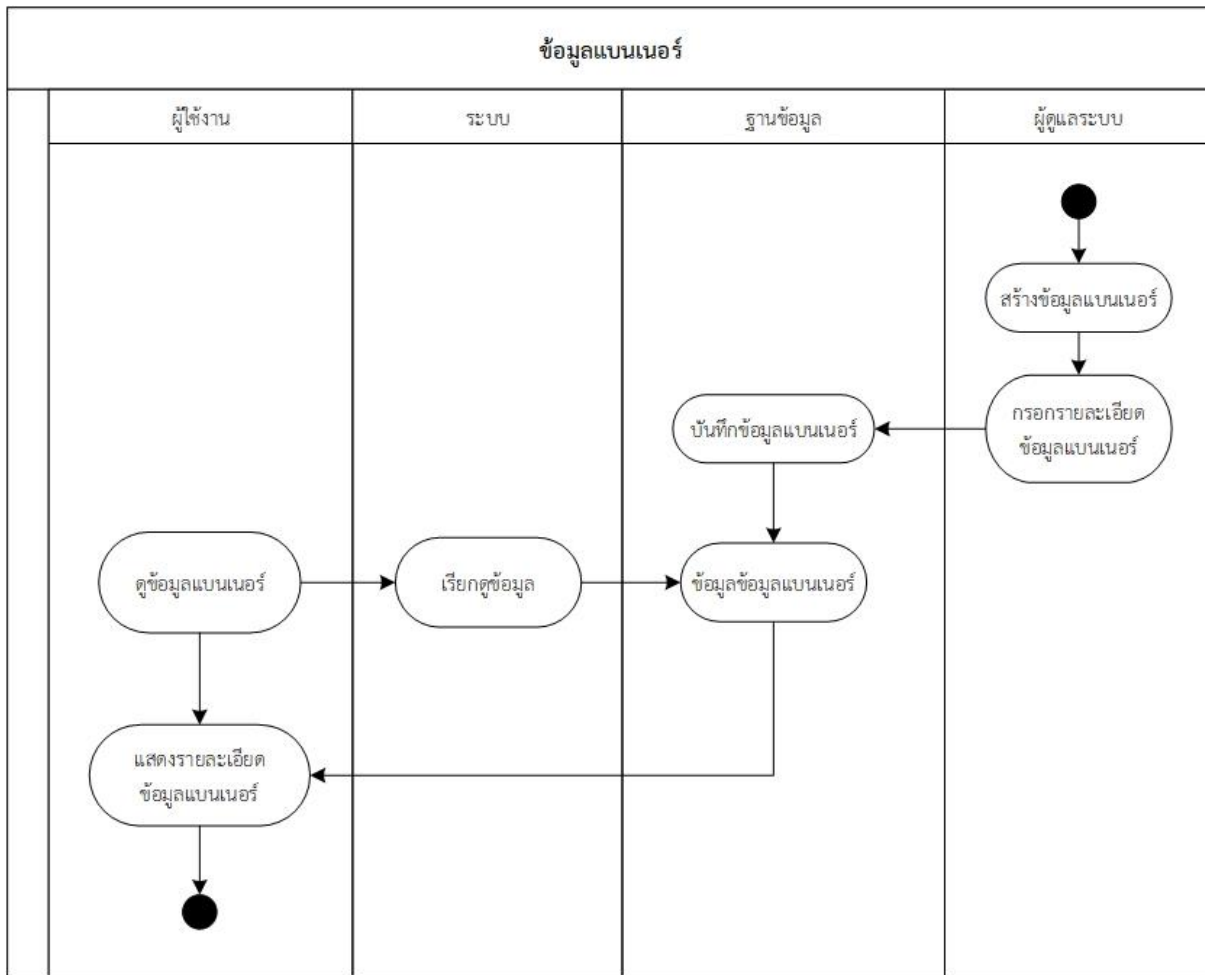 ข้อมูลแบนเนอร์
ผู้ใช้งาน
ระบบ
ฐานข้อมูล
ผู้ดูแลระบบ
สร้างข้อมูลแบนเนอร์
กรอกรายละเอียด
ข้อมูลแบนเนอร์
บันทึกข้อมูลแบนเนอร์
ดูข้อมูลแบนเนอร์
เรียกดูข้อมูล
ข้อมูลข้อมูลแบนเนอร์
แสดงรายละเอียด
ข้อมูลแบนเนอร์